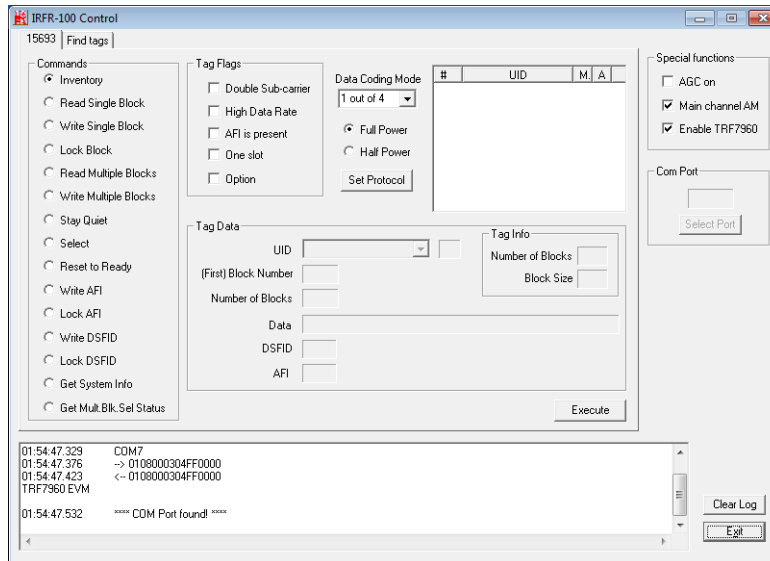 IRFR-100 Control
15693 Find tags
Commands
Inventory
Read Single Block
Write Single Block
Lock Block
Read Multiple Blocks
Write Multiple Blocks
Stay Quiet
Select
Reset to Ready
Write AFI
Lock AFI
Write DSFID
Lock DSFID
Get System Info
Get Mult.Blk.Sel Status
Tag Flags
Double Sub-carrier
High Data Rate
AFI is present
One slot
Option
Data Coding Mode
1 out of 4
Full Power
Half Power
Set Protocol
# UID M. A
Special functions
AGC on
Main channel AM
Enable TRF7960
Com Port
Select Port
Tag Data
UID
(First) Block Number
Number of Blocks
Data
DSFID
AFI
Tag Info
Number of Blocks
Block Size
Execute
01:54:47.329 COM7
01:54:47.376 --> 0108000304FF0000
01:54:47.423 <-- 0108000304FF0000
TRF7960 EVM
01:54:47.532 **** COM Port found! ****
Clear Log
Exit